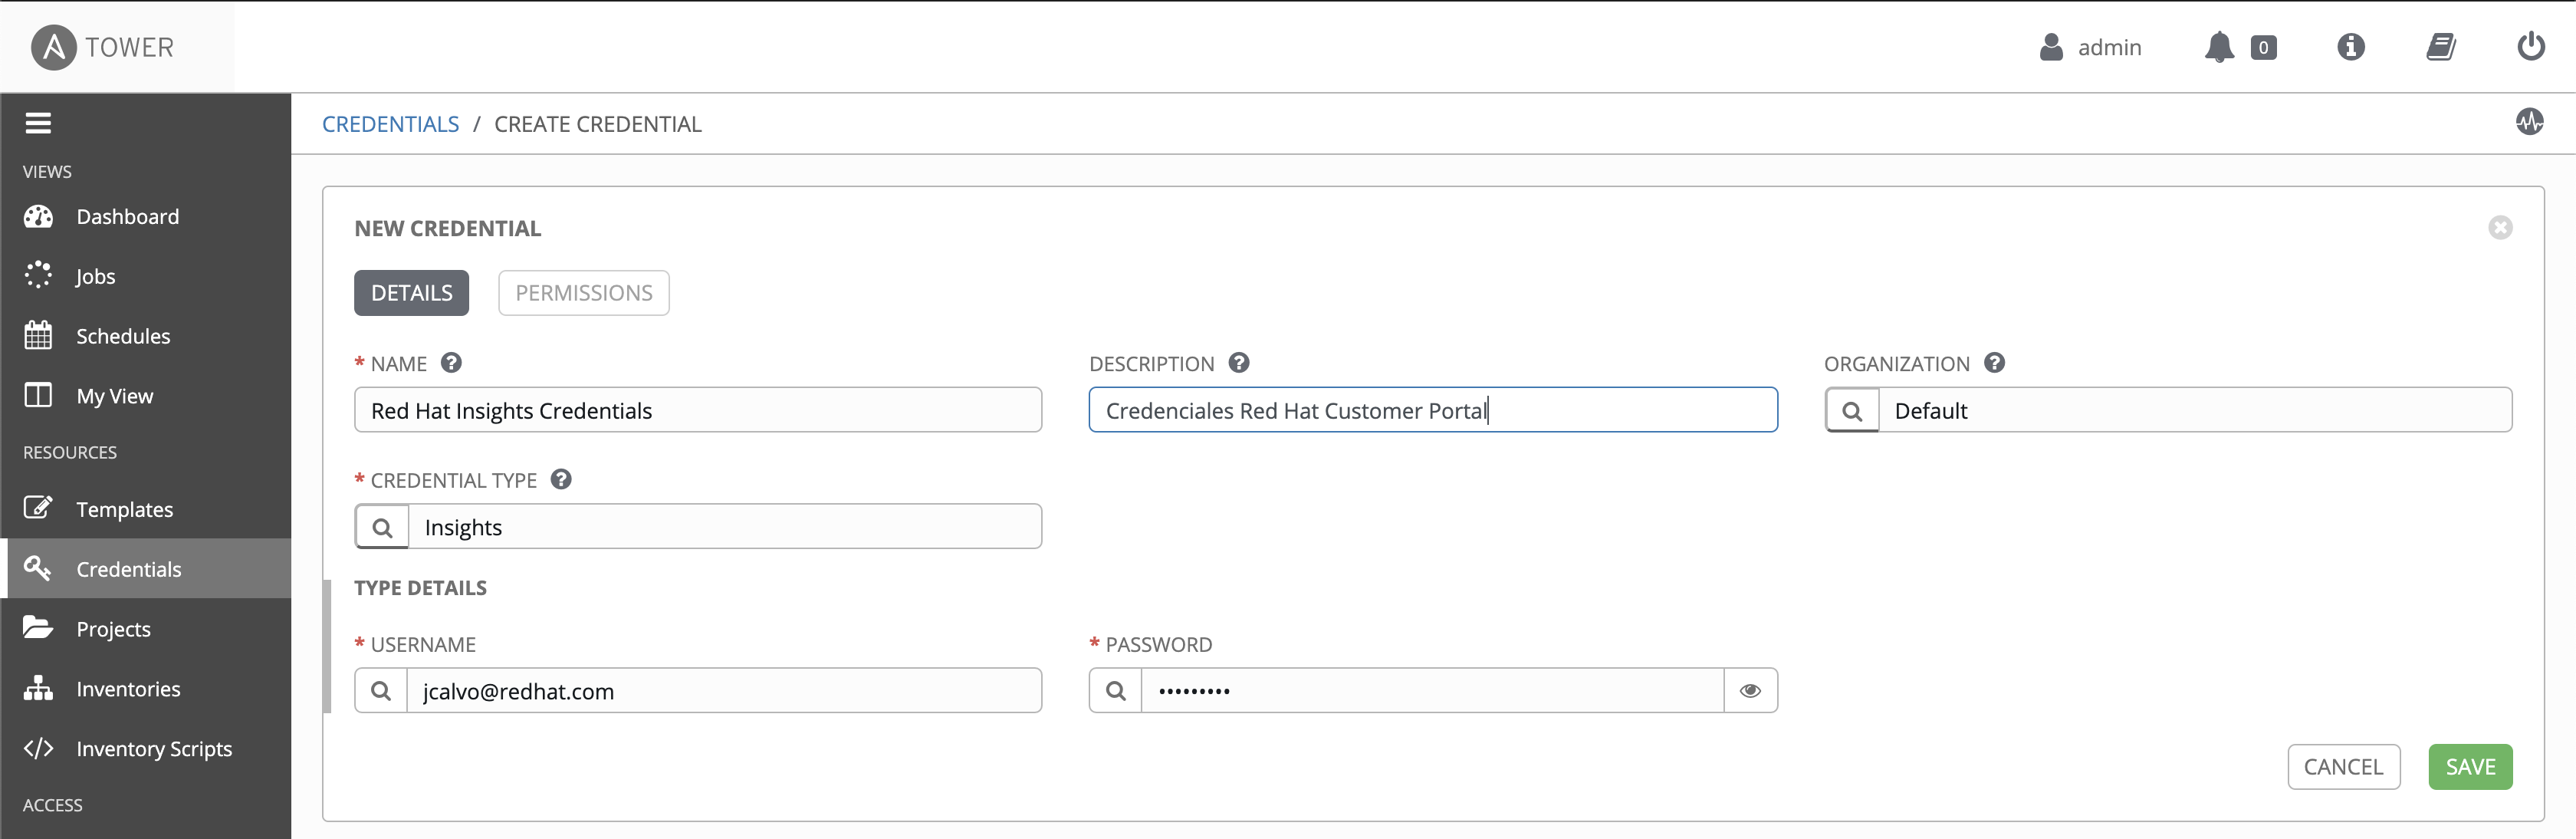 TOWER
admin
0
VIEWS
Dashboard
Jobs
Schedules
My View
RESOURCES
Templates
Credentials
Projects
Inventories
Inventory Scripts
ACCESS
CREDENTIALS / CREATE CREDENTIAL
NEW CREDENTIAL
DETAILS PERMISSIONS
* NAME
Red Hat Insights Credentials
DESCRIPTION
Credenciales Red Hat Customer Portal
ORGANIZATION
Default
* CREDENTIAL TYPE
Insights
TYPE DETAILS
* USERNAME
jcalvo@redhat.com
* PASSWORD
•••••••••
CANCEL SAVE